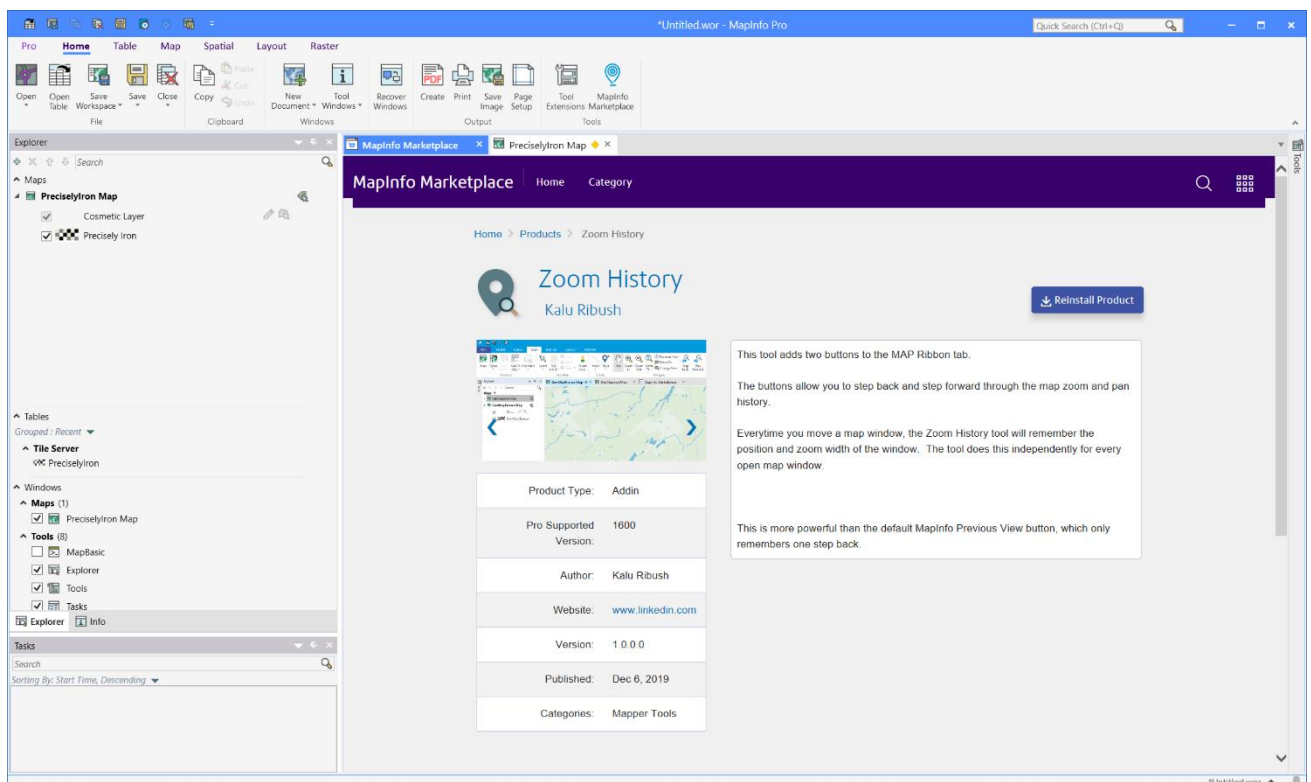 *Untitled.wor - MapInfo Pro
Quick Search (Ctrl+Q)
Pro Home Table Map Spatial Layout Raster
Open
Open Table
Save Workspace
Save
Close
Copy
Paste
Cut
Undo
New Document
Tool Windows
Recover Windows
Create
Print
Save Image
Page Setup
Tool Extensions
MapInfo Marketplace
File Clipboard Windows Output Tools
Explorer
Search
Maps
PreciselyIron Map
Cosmetic Layer
Precisely Iron
Tables
Grouped : Recent
Tile Server
PreciselyIron
Windows
Maps (1)
PreciselyIron Map
Tools (8)
MapBasic
Explorer
Tools
Tasks
Explorer Info
Tasks
Search
Sorting By: Start Time, Descending
MapInfo Marketplace PreciselyIron Map
Tools
MapInfo Marketplace Home Category
Home > Products > Zoom History
Zoom History
Kalu Ribush
Reinstall Product
This tool adds two buttons to the MAP Ribbon tab.
The buttons allow you to step back and step forward through the map zoom and pan
history.
Everytime you move a map window, the Zoom History tool will remember the
position and zoom width of the window. The tool does this independently for every
open map window.
This is more powerful than the default MapInfo Previous View button, which only
remembers one step back.
Product Type: Addin
Pro Supported 1600
Version:
Author: Kalu Ribush
Website: www.linkedin.com
Version: 1.0.0.0
Published: Dec 6, 2019
Categories: Mapper Tools
*Untitled.wor